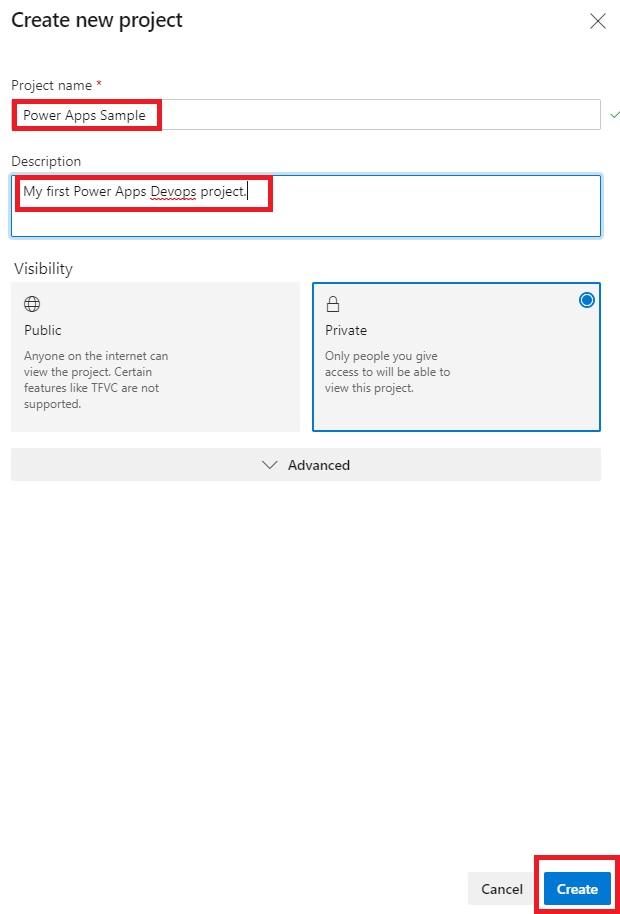 Create new project
Project name *
Power Apps Sample
Description
My first Power Apps Devops project.
Visibility
Public
Anyone on the internet can
view the project. Certain
features like TFVC are not
supported.
Private
Only people you give
access to will be able to
view this project.
Advanced
Cancel
Create